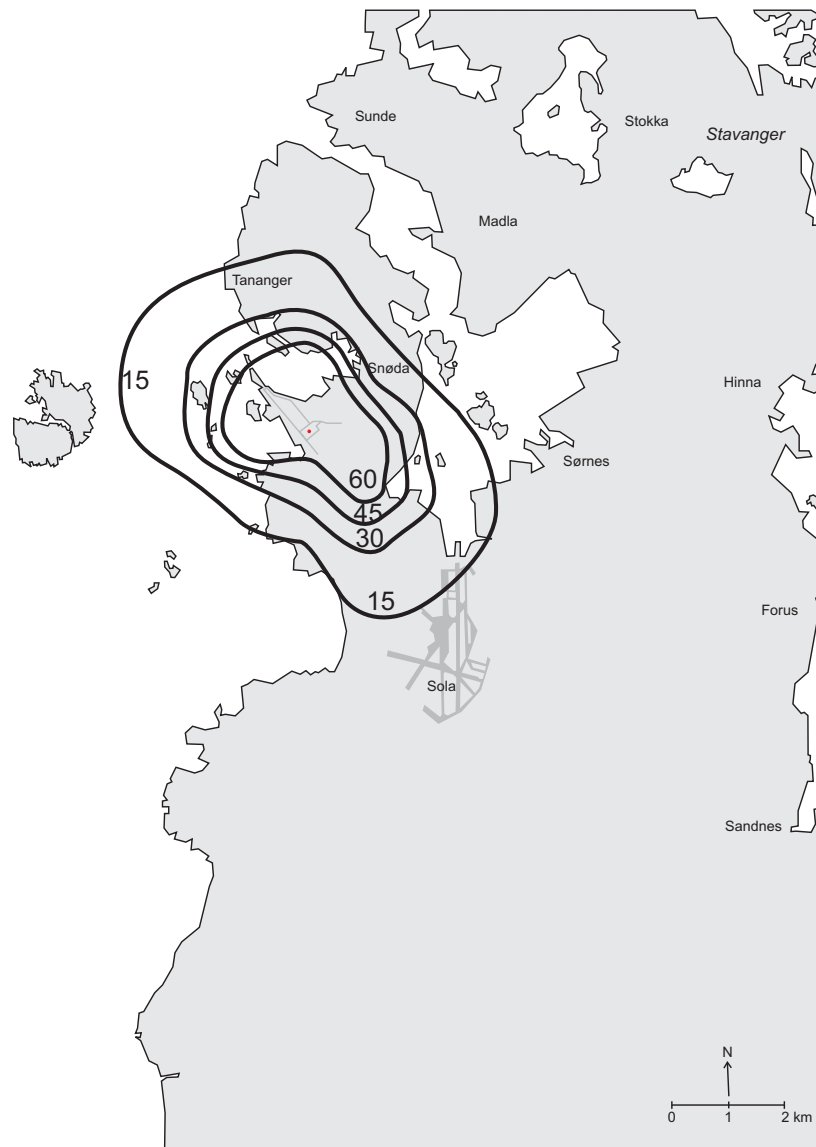 Sunde
Stokka
Stavanger
Madla
Tananger
Snøda
15
Hinna
Sørnes
60
45
30
15
Forus
Sola
Sandnes
N
0 1 2 km